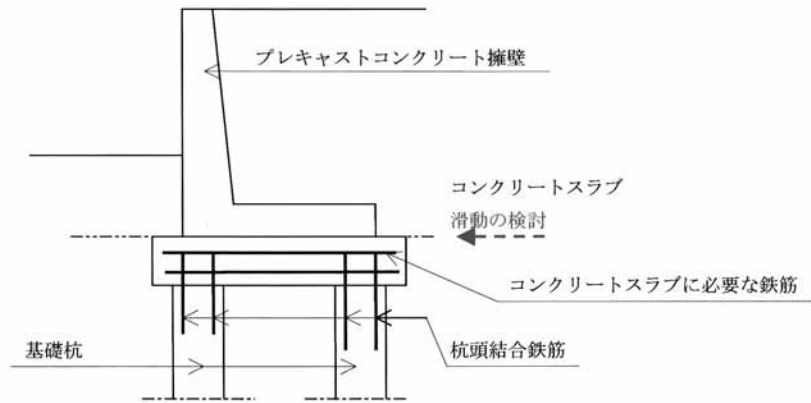 プレキャストコンクリート擁壁
コンクリートスラブ
滑動の検討
コンクリートスラブに必要な鉄筋
基礎杭
杭頭結合鉄筋